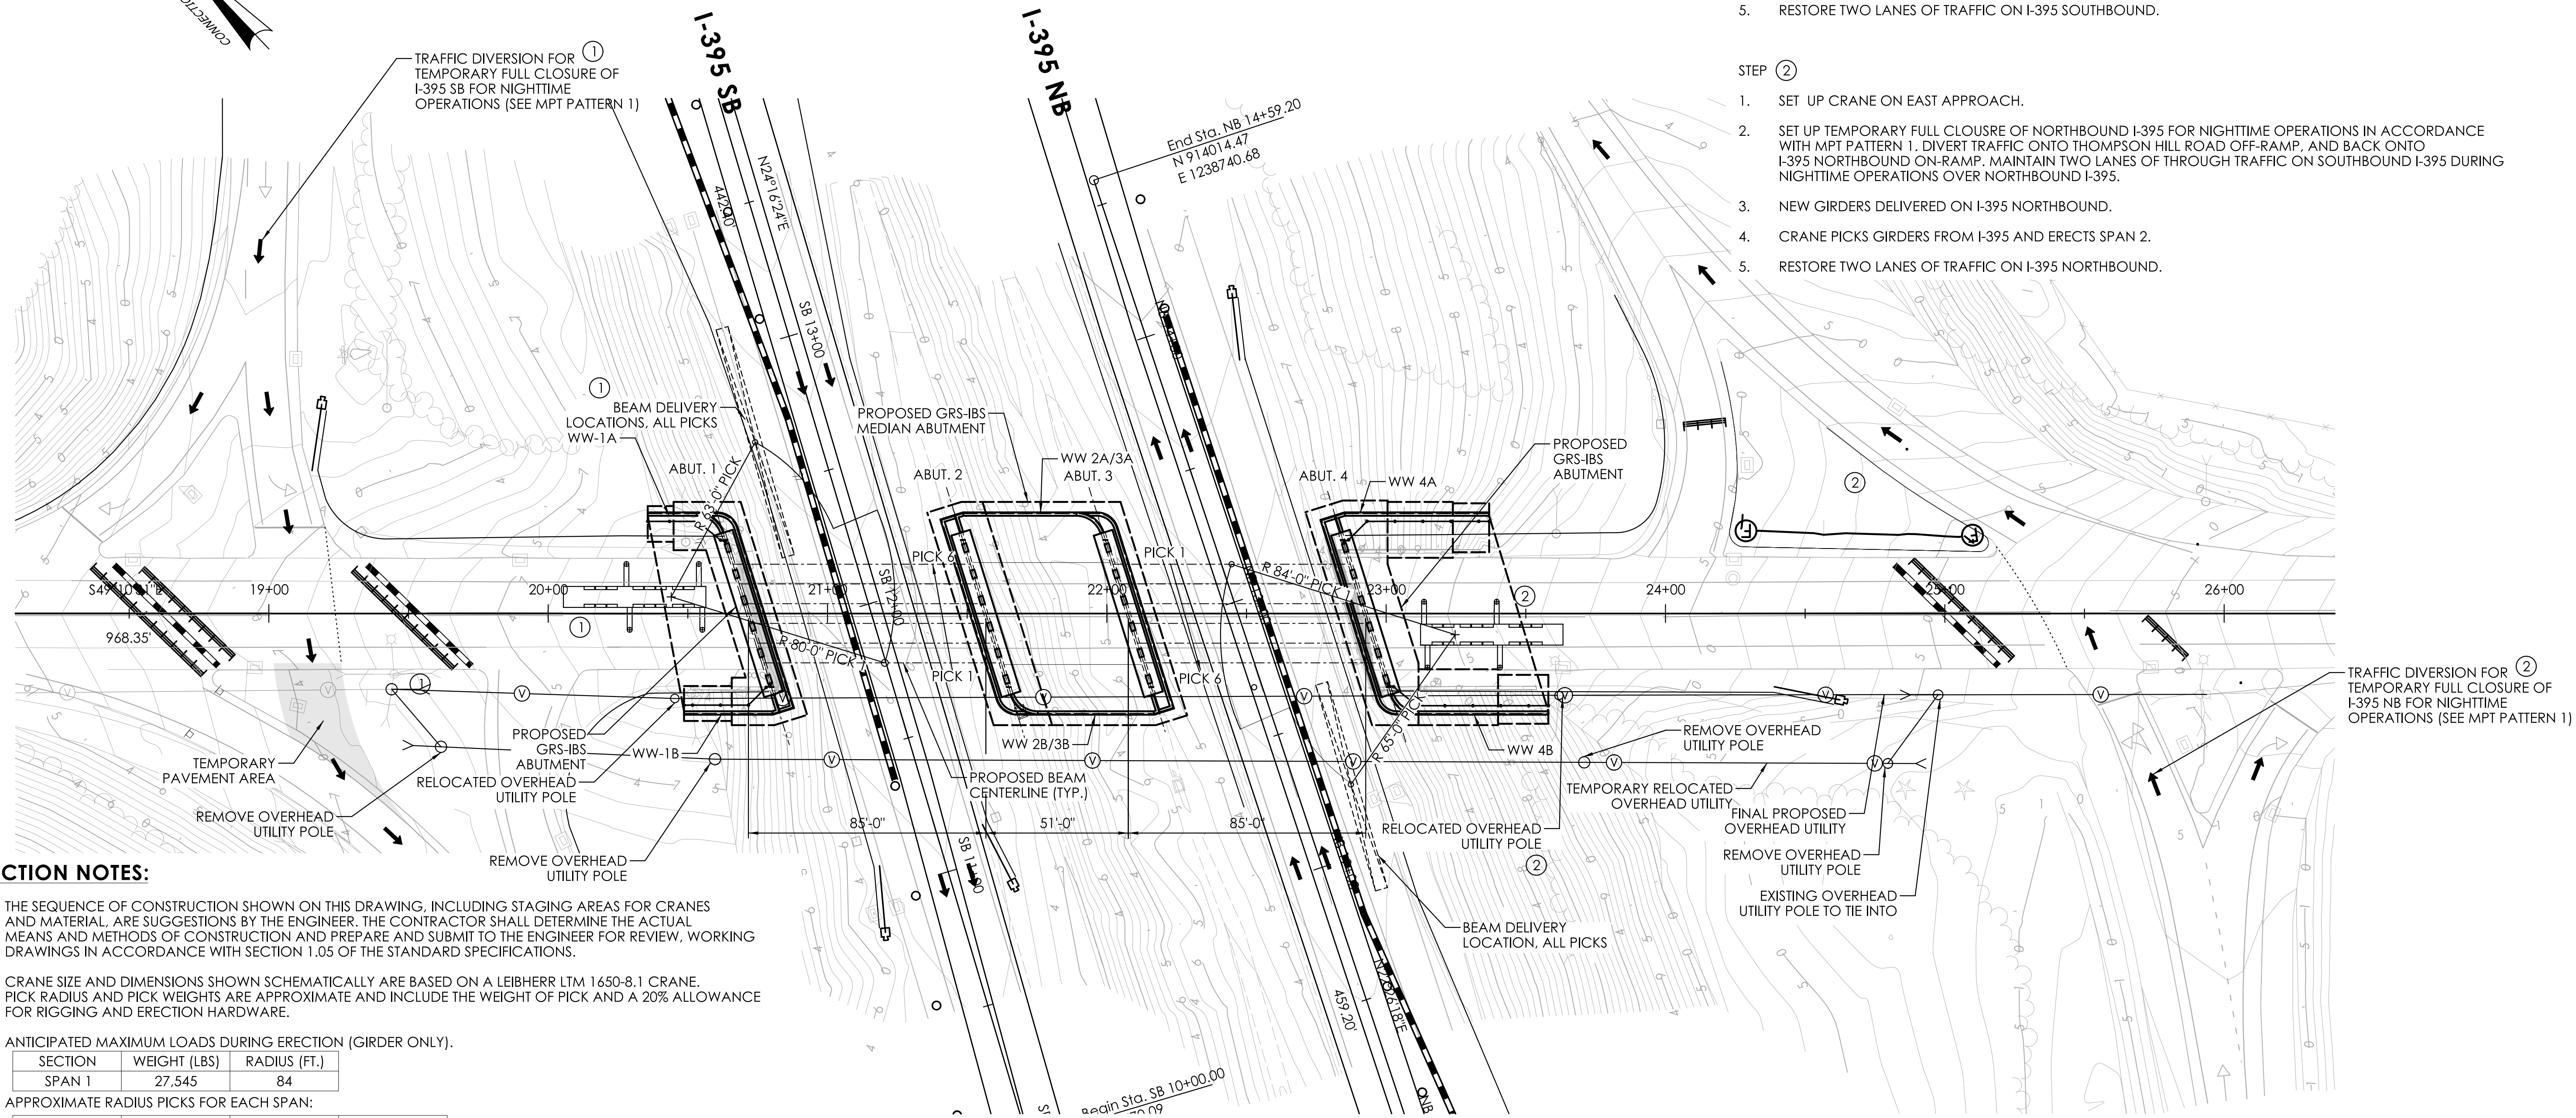 CONNECTIC
I-395 SB
I-395 NB
TRAFFIC DIVERSION FOR ①
TEMPORARY FULL CLOSURE OF
I-395 SB FOR NIGHTTIME
OPERATIONS (SEE MPT PATTERN 1)
5. RESTORE TWO LANES OF TRAFFIC ON I-395 SOUTHBOUND.
STEP ②
1. SET UP CRANE ON EAST APPROACH.
2. SET UP TEMPORARY FULL CLOUSRE OF NORTHBOUND I-395 FOR NIGHTTIME OPERATIONS IN ACCORDANCE
WITH MPT PATTERN 1. DIVERT TRAFFIC ONTO THOMPSON HILL ROAD OFF-RAMP, AND BACK ONTO
I-395 NORTHBOUND ON-RAMP. MAINTAIN TWO LANES OF THROUGH TRAFFIC ON SOUTHBOUND I-395 DURING
NIGHTTIME OPERATIONS OVER NORTHBOUND I-395.
3. NEW GIRDERS DELIVERED ON I-395 NORTHBOUND.
4. CRANE PICKS GIRDERS FROM I-395 AND ERECTS SPAN 2.
5. RESTORE TWO LANES OF TRAFFIC ON I-395 NORTHBOUND.
End Sta. NB 14+59.20
N 914014.47
E 1238740.68
N24°16'24"E
442.40'
SB 13+00
①
BEAM DELIVERY
LOCATIONS, ALL PICKS
WW-1A
PROPOSED GRS-IBS
MEDIAN ABUTMENT
ABUT. 1
R 63'-0" PICK
ABUT. 2
WW 2A/3A
ABUT. 3
ABUT. 4
WW 4A
PROPOSED
GRS-IBS
ABUTMENT
②
PICK 6
PICK 1
R 84'-0" PICK 1
19+00
20+00
21+00
SB 12+00
22+00
23+00
24+00
25+00
26+00
968.35'
①
②
R 80'-0" PICK 1
PICK 1
PICK 6
R 65'-0" PICK
①
TEMPORARY
PAVEMENT AREA
PROPOSED
GRS-IBS
ABUTMENT
WW-1B
RELOCATED OVERHEAD
UTILITY POLE
REMOVE OVERHEAD
UTILITY POLE
REMOVE OVERHEAD
UTILITY POLE
WW 2B/3B
PROPOSED BEAM
CENTERLINE (TYP.)
85'-0"
51'-0"
85'-0"
SB 11+00
WW 4B
REMOVE OVERHEAD
UTILITY POLE
TEMPORARY RELOCATED
OVERHEAD UTILITY
FINAL PROPOSED
OVERHEAD UTILITY
RELOCATED OVERHEAD
UTILITY POLE
②
REMOVE OVERHEAD
UTILITY POLE
EXISTING OVERHEAD
UTILITY POLE TO TIE INTO
BEAM DELIVERY
LOCATION, ALL PICKS
TRAFFIC DIVERSION FOR ②
TEMPORARY FULL CLOSURE OF
I-395 NB FOR NIGHTTIME
OPERATIONS (SEE MPT PATTERN 1)
459.20'
Begin Sta. SB 10+00.00
CTION NOTES:
THE SEQUENCE OF CONSTRUCTION SHOWN ON THIS DRAWING, INCLUDING STAGING AREAS FOR CRANES
AND MATERIAL, ARE SUGGESTIONS BY THE ENGINEER. THE CONTRACTOR SHALL DETERMINE THE ACTUAL
MEANS AND METHODS OF CONSTRUCTION AND PREPARE AND SUBMIT TO THE ENGINEER FOR REVIEW, WORKING
DRAWINGS IN ACCORDANCE WITH SECTION 1.05 OF THE STANDARD SPECIFICATIONS.
CRANE SIZE AND DIMENSIONS SHOWN SCHEMATICALLY ARE BASED ON A LEIBHERR LTM 1650-8.1 CRANE.
PICK RADIUS AND PICK WEIGHTS ARE APPROXIMATE AND INCLUDE THE WEIGHT OF PICK AND A 20% ALLOWANCE
FOR RIGGING AND ERECTION HARDWARE.
ANTICIPATED MAXIMUM LOADS DURING ERECTION (GIRDER ONLY).
SECTION WEIGHT (LBS) RADIUS (FT.)
SPAN 1 27,545 84
APPROXIMATE RADIUS PICKS FOR EACH SPAN: